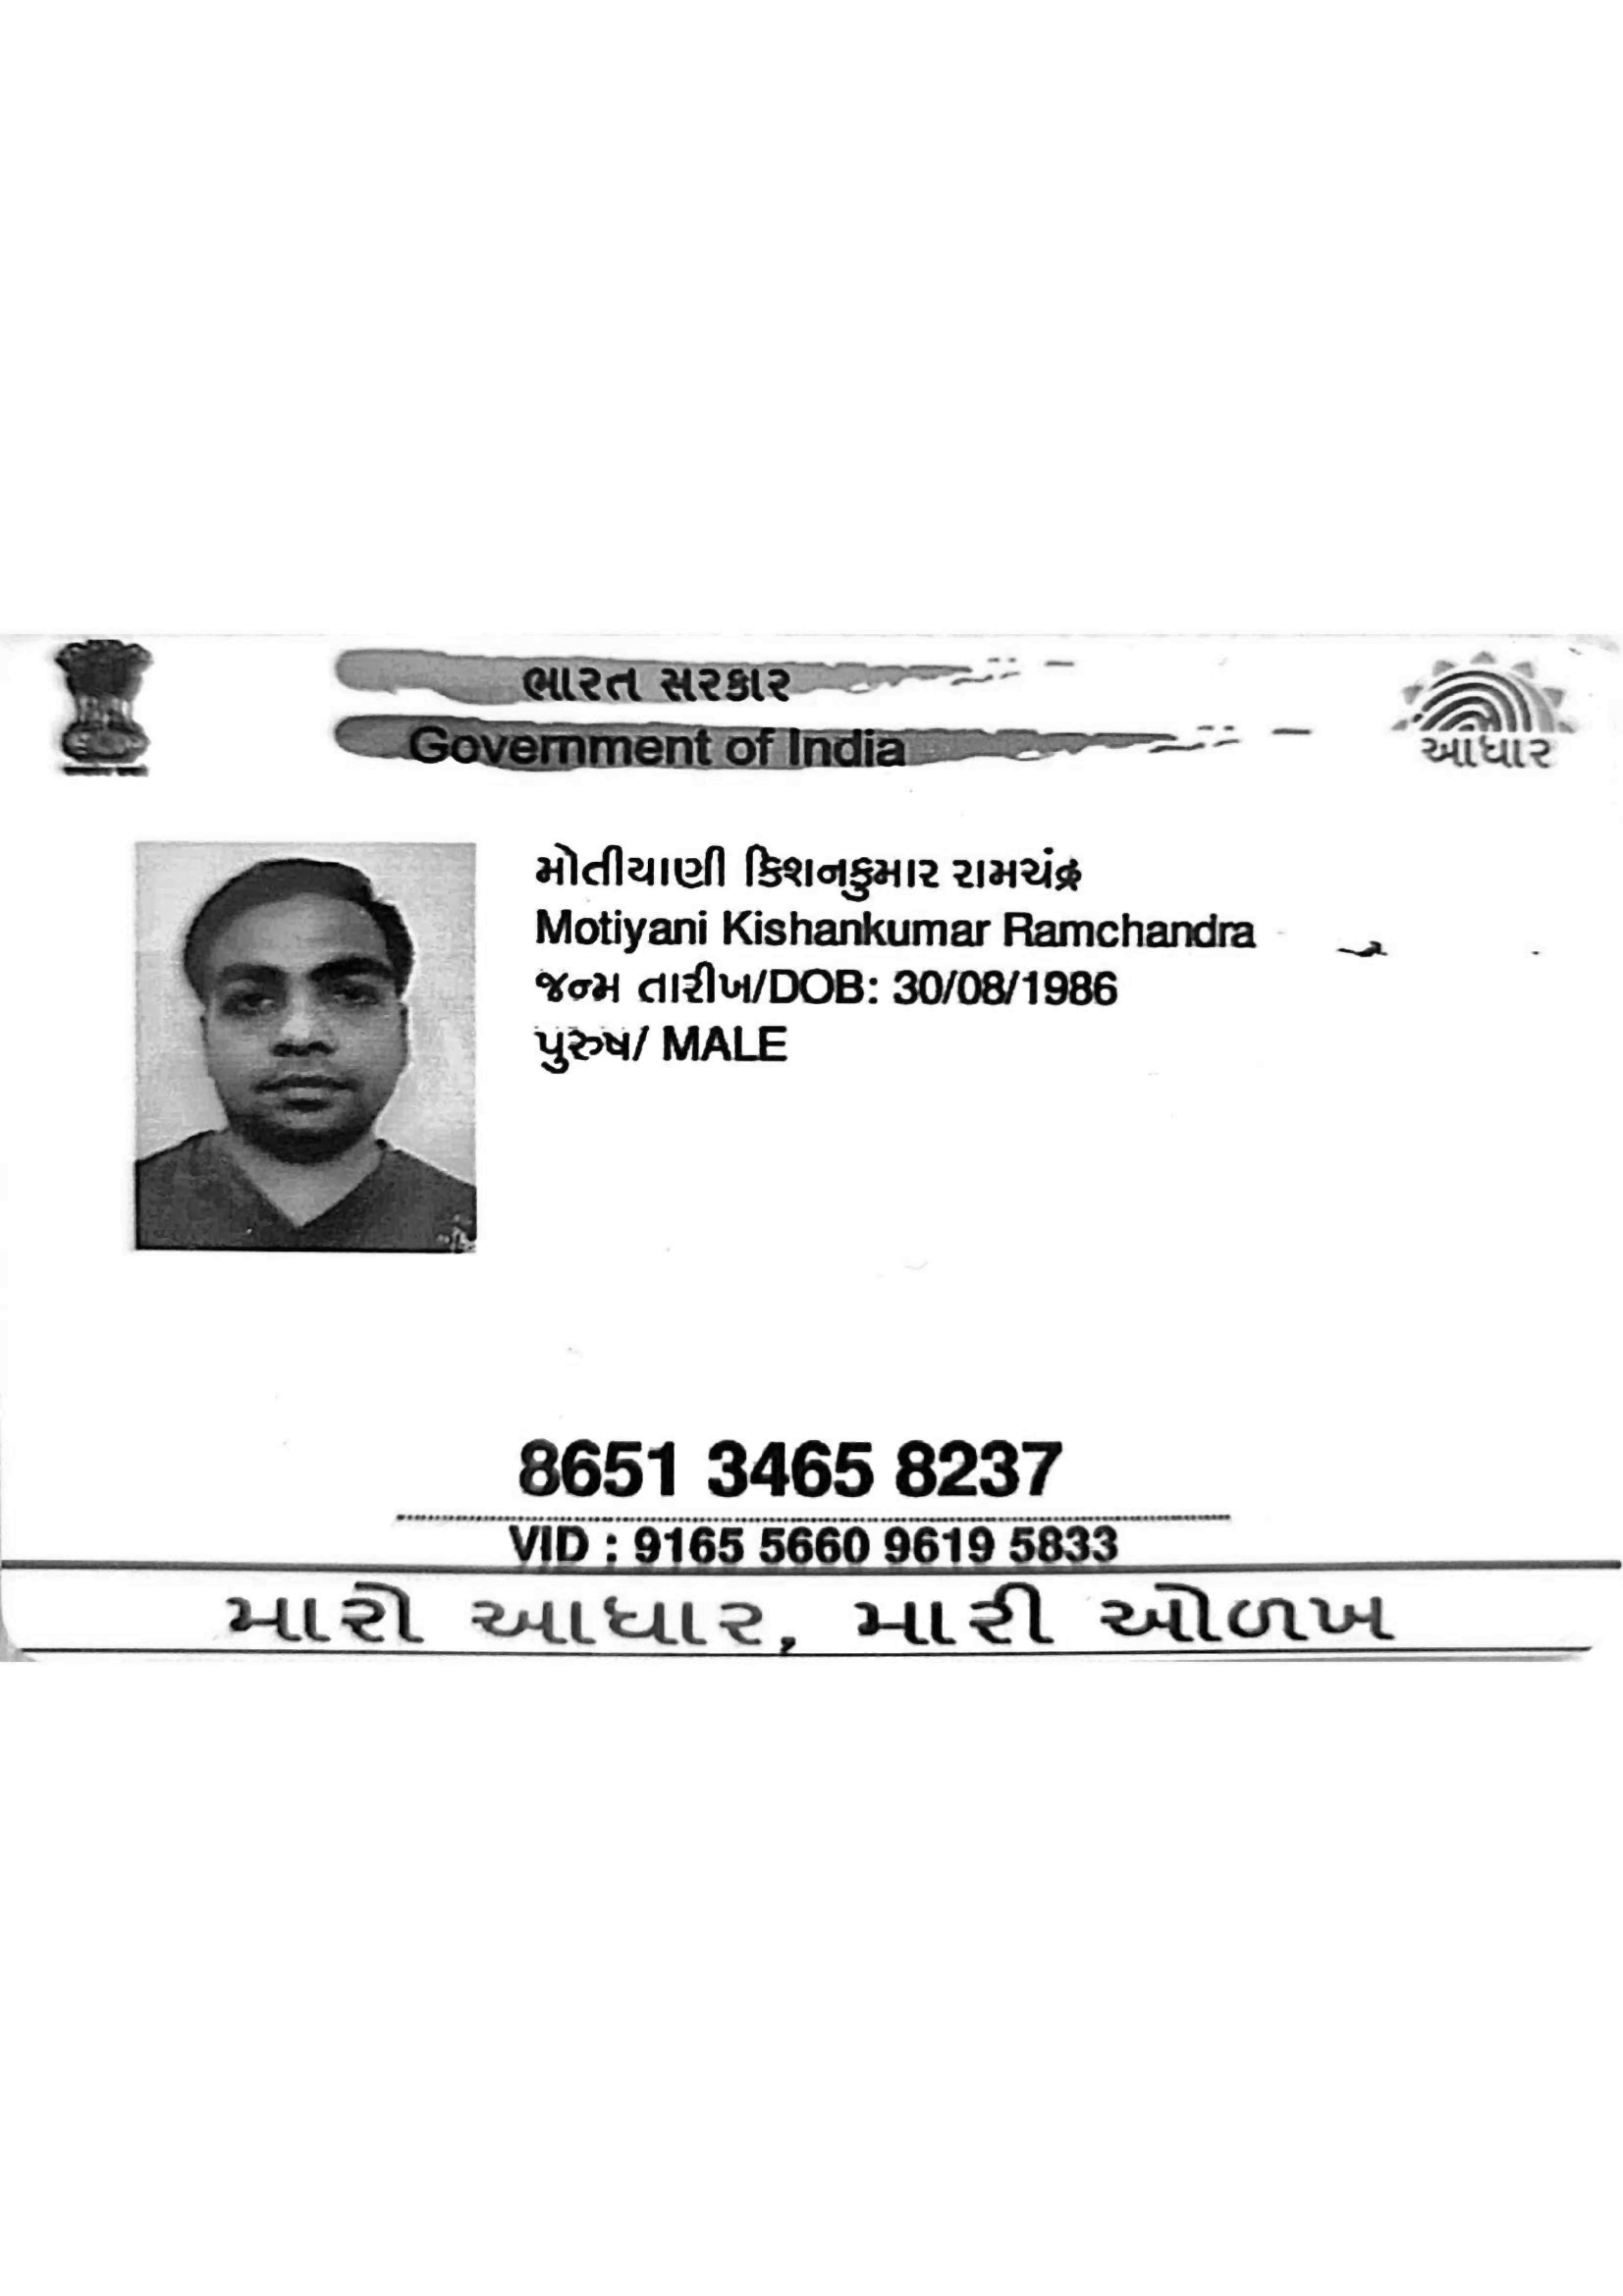 ભારત સરકાર
Government of India
આધાર
મોતીયાણી કિશનકુમાર રામચંદ્ર
Motiyani Kishankumar Ramchandra
જન્મ તારીખ/DOB: 30/08/1986
પુરુષ/ MALE
8651 3465 8237
VID : 9165 5660 9619 5833
મારો આધાર, મારી ઓળખ